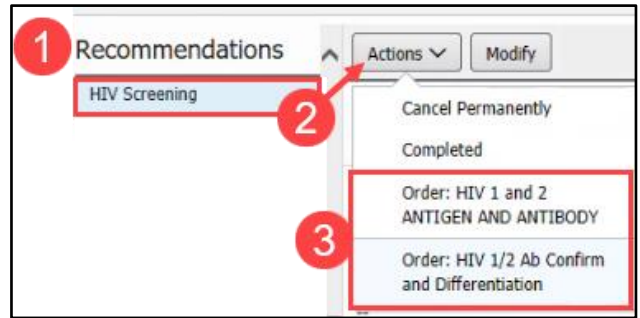 1
Recommendations
Actions
Modify
HIV Screening
2
Cancel Permanently
Completed
3
Order: HIV 1 and 2
ANTIGEN AND ANTIBODY
Order: HIV 1/2 Ab Confirm
and Differentiation